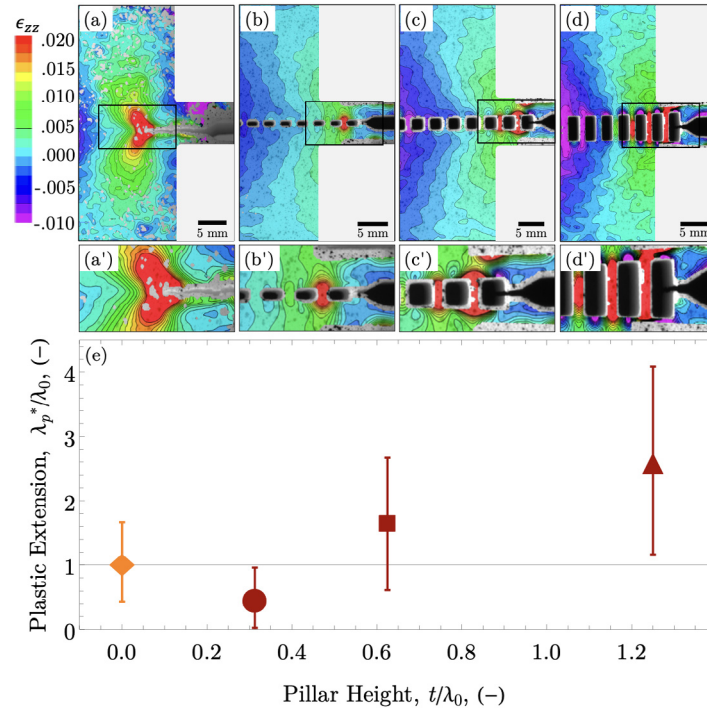 ϵzz
.020
.015
.010
.005
.000
-.005
-.010
(a)
(b)
(c)
(d)
5 mm
5 mm
5 mm
5 mm
(a')
(b')
(c')
(d')
(e)
Plastic Extension, λp*/λ0, (−)
4
3
2
1
0
0.0 0.2 0.4 0.6 0.8 1.0 1.2
Pillar Height, t/λ0, (−)